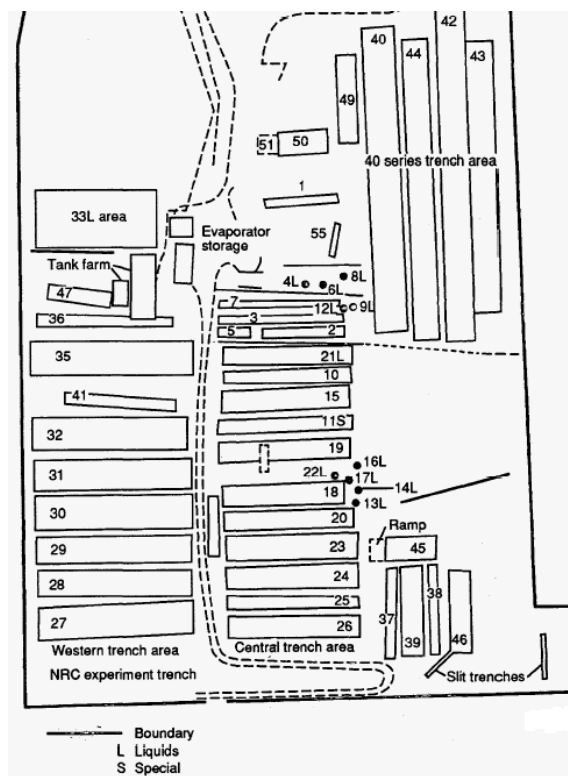 42
40
44
43
49
51
50
40 series trench area
1
33L area
Evaporator
storage
55
Tank farm
8L
4L
6L
47
7
12L
9L
36
3
5
2
35
21L
10
41
15
32
11S
19
16L
31
22L
17L
14L
18
13L
30
20
Ramp
29
23
45
28
24
38
25
37
27
26
39
46
Western trench area
Central trench area
NRC experiment trench
Slit trenches
Boundary
L Liquids
S Special